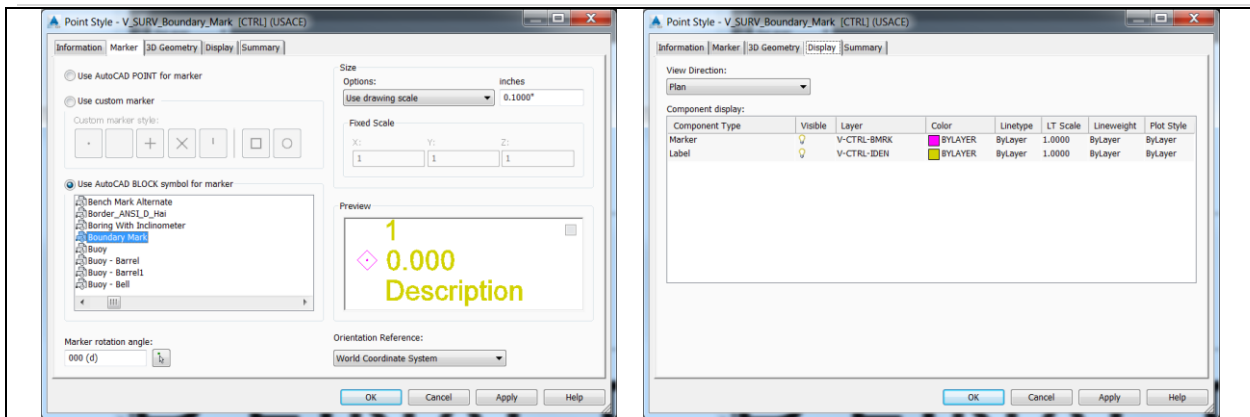 Point Style - V_SURV_Boundary_Mark [CTRL] (USACE)
Information Marker 3D Geometry Display Summary
Use AutoCAD POINT for marker
Use custom marker
Custom marker style:
Use AutoCAD BLOCK symbol for marker
Bench Mark Alternate
Border_ANSI_D_Hai
Boring With Inclinometer
Boundary Mark
Buoy
Buoy - Barrel
Buoy - Barrel1
Buoy - Bell
Marker rotation angle:
000 (d)
Size
Options: inches
Use drawing scale 0.1000"
Fixed Scale
X: Y: Z:
1 1 1
Preview
1
0.000
Description
Orientation Reference:
World Coordinate System
OK Cancel Apply Help
Point Style - V_SURV_Boundary_Mark [CTRL] (USACE)
Information Marker 3D Geometry Display Summary
View Direction:
Plan
Component display:
Component Type Visible Layer Color Linetype LT Scale Lineweight Plot Style
Marker V-CTRL-BMRK BYLAYER ByLayer 1.0000 ByLayer ByLayer
Label V-CTRL-IDEN BYLAYER ByLayer 1.0000 ByLayer ByLayer
OK Cancel Apply Help